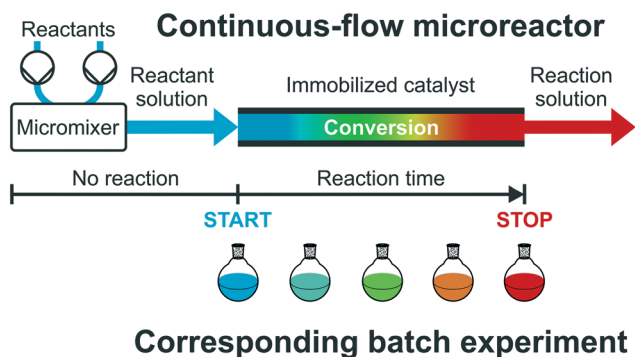 Continuous-flow microreactor
Reactants
Reactant
solution
Micromixer
Immobilized catalyst
Conversion
Reaction
solution
No reaction
Reaction time
START
STOP
Corresponding batch experiment